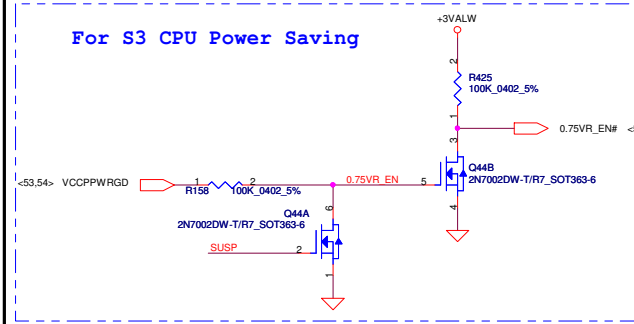 For S3 CPU Power Saving
+3VALW
2
R425
100K_0402_5%
1
0.75VR_EN#
3
<53,54> VCCPPWRGD
1
2
R158
100K_0402_5%
0.75VR_EN
5
Q44B
2N7002DW-T/R7_SOT363-6
4
6
Q44A
2N7002DW-T/R7_SOT363-6
SUSP
2
1